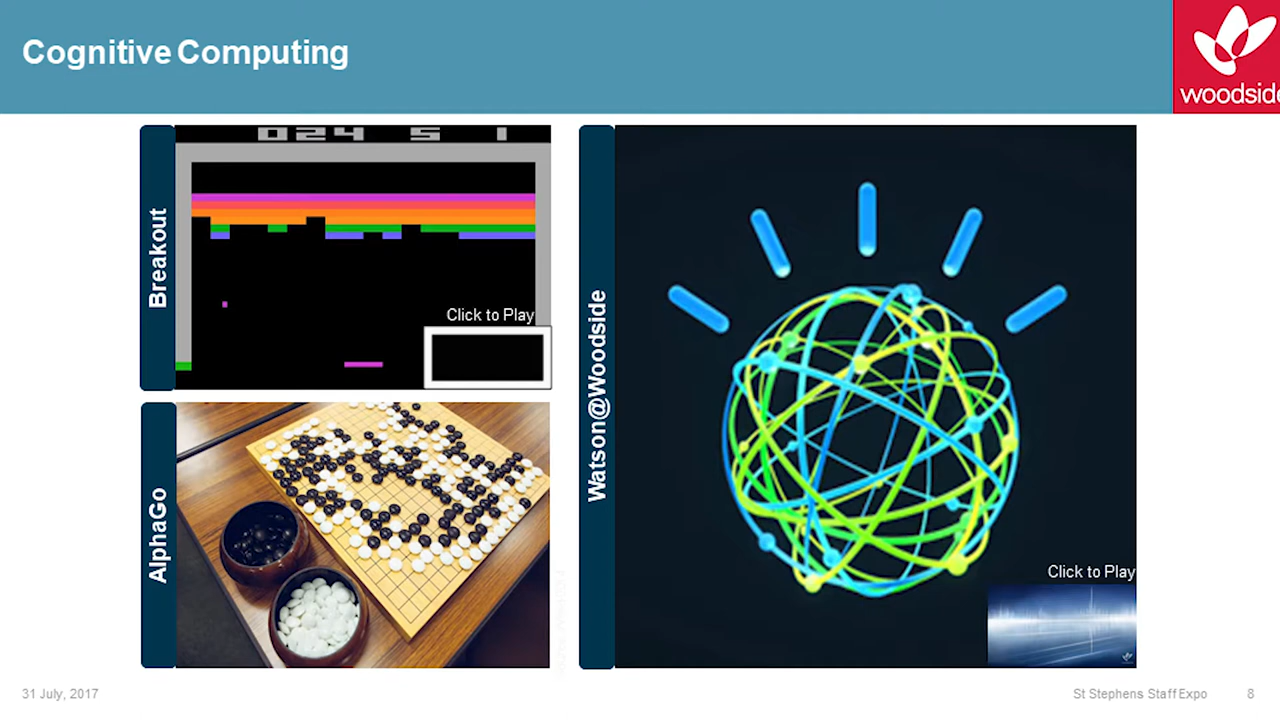 Cognitive Computing
woodside
Breakout
024 5 1
Click to Play
AlphaGo
Watson@Woodside
Click to Play
31 July, 2017
St Stephens Staff Expo
8